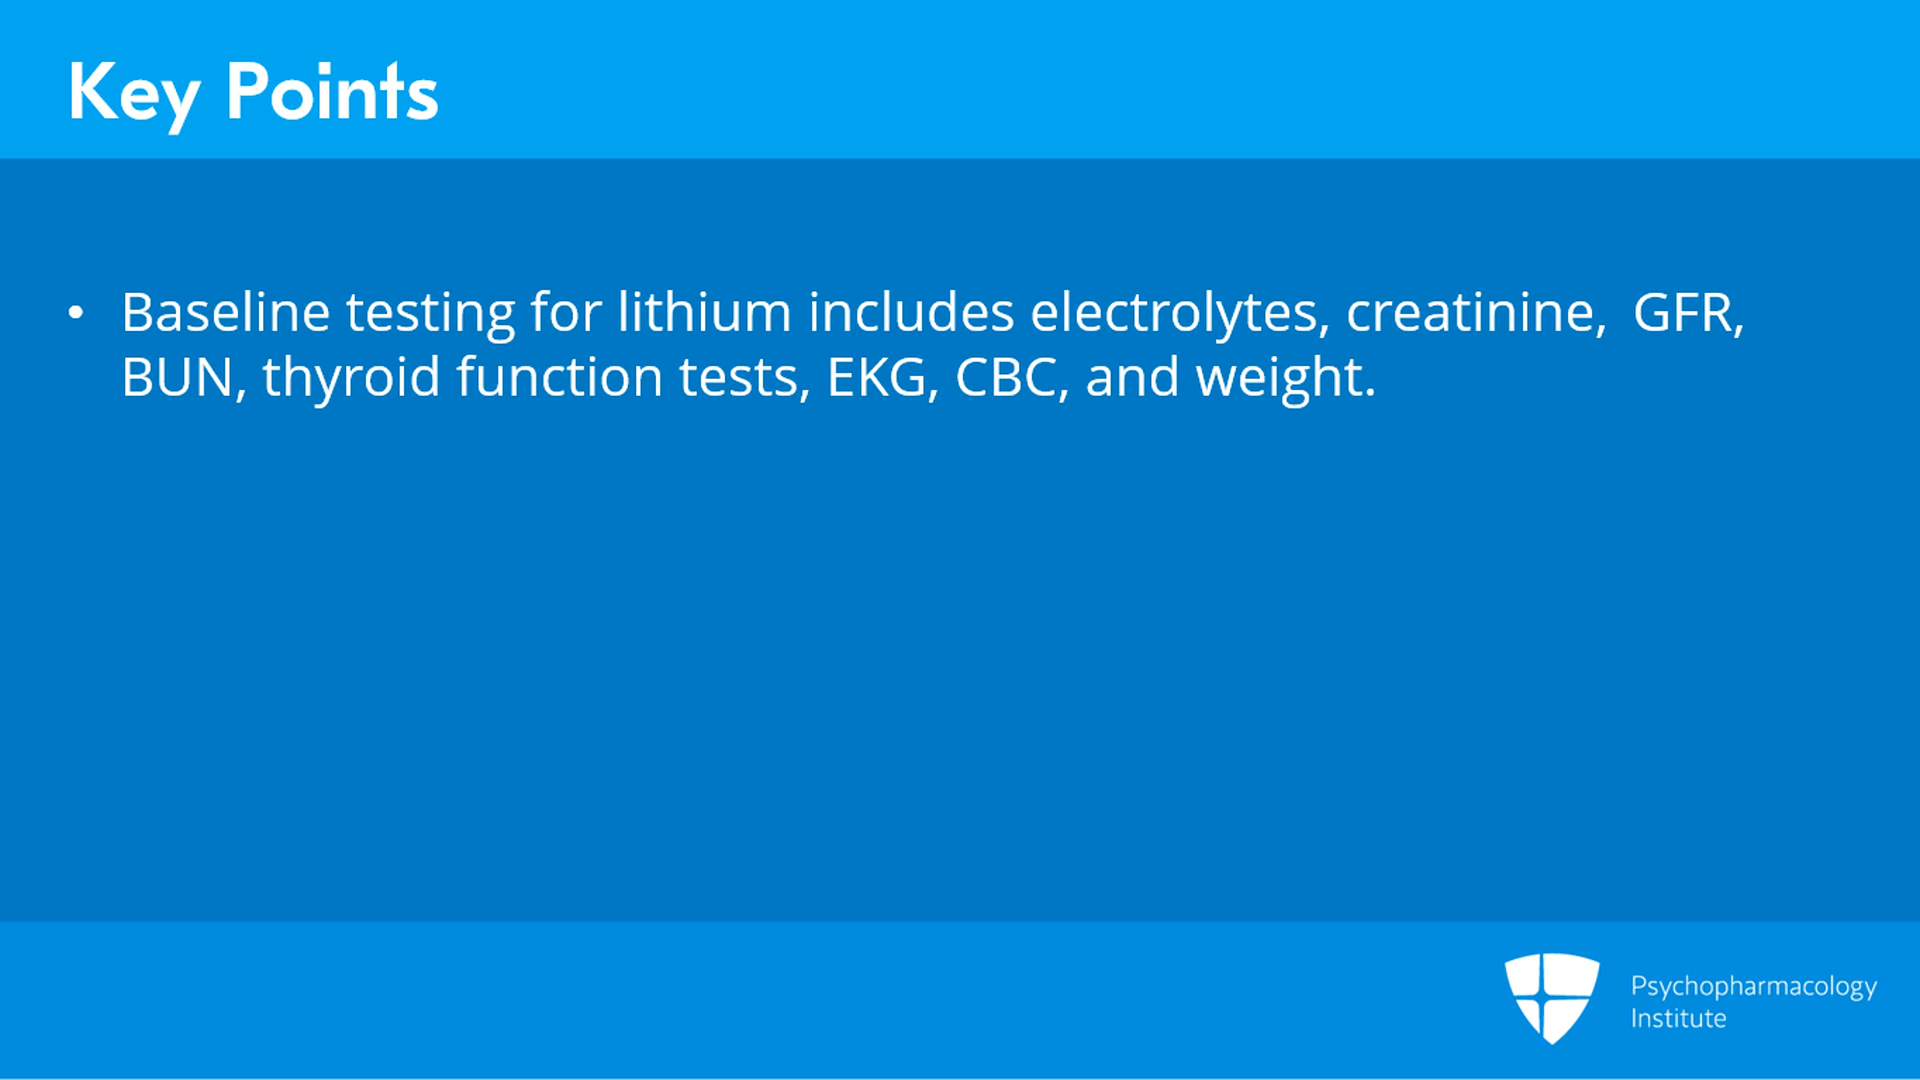 Key Points
• Baseline testing for lithium includes electrolytes, creatinine,  GFR,
BUN, thyroid function tests, EKG, CBC, and weight.
Psychopharmacology
Institute